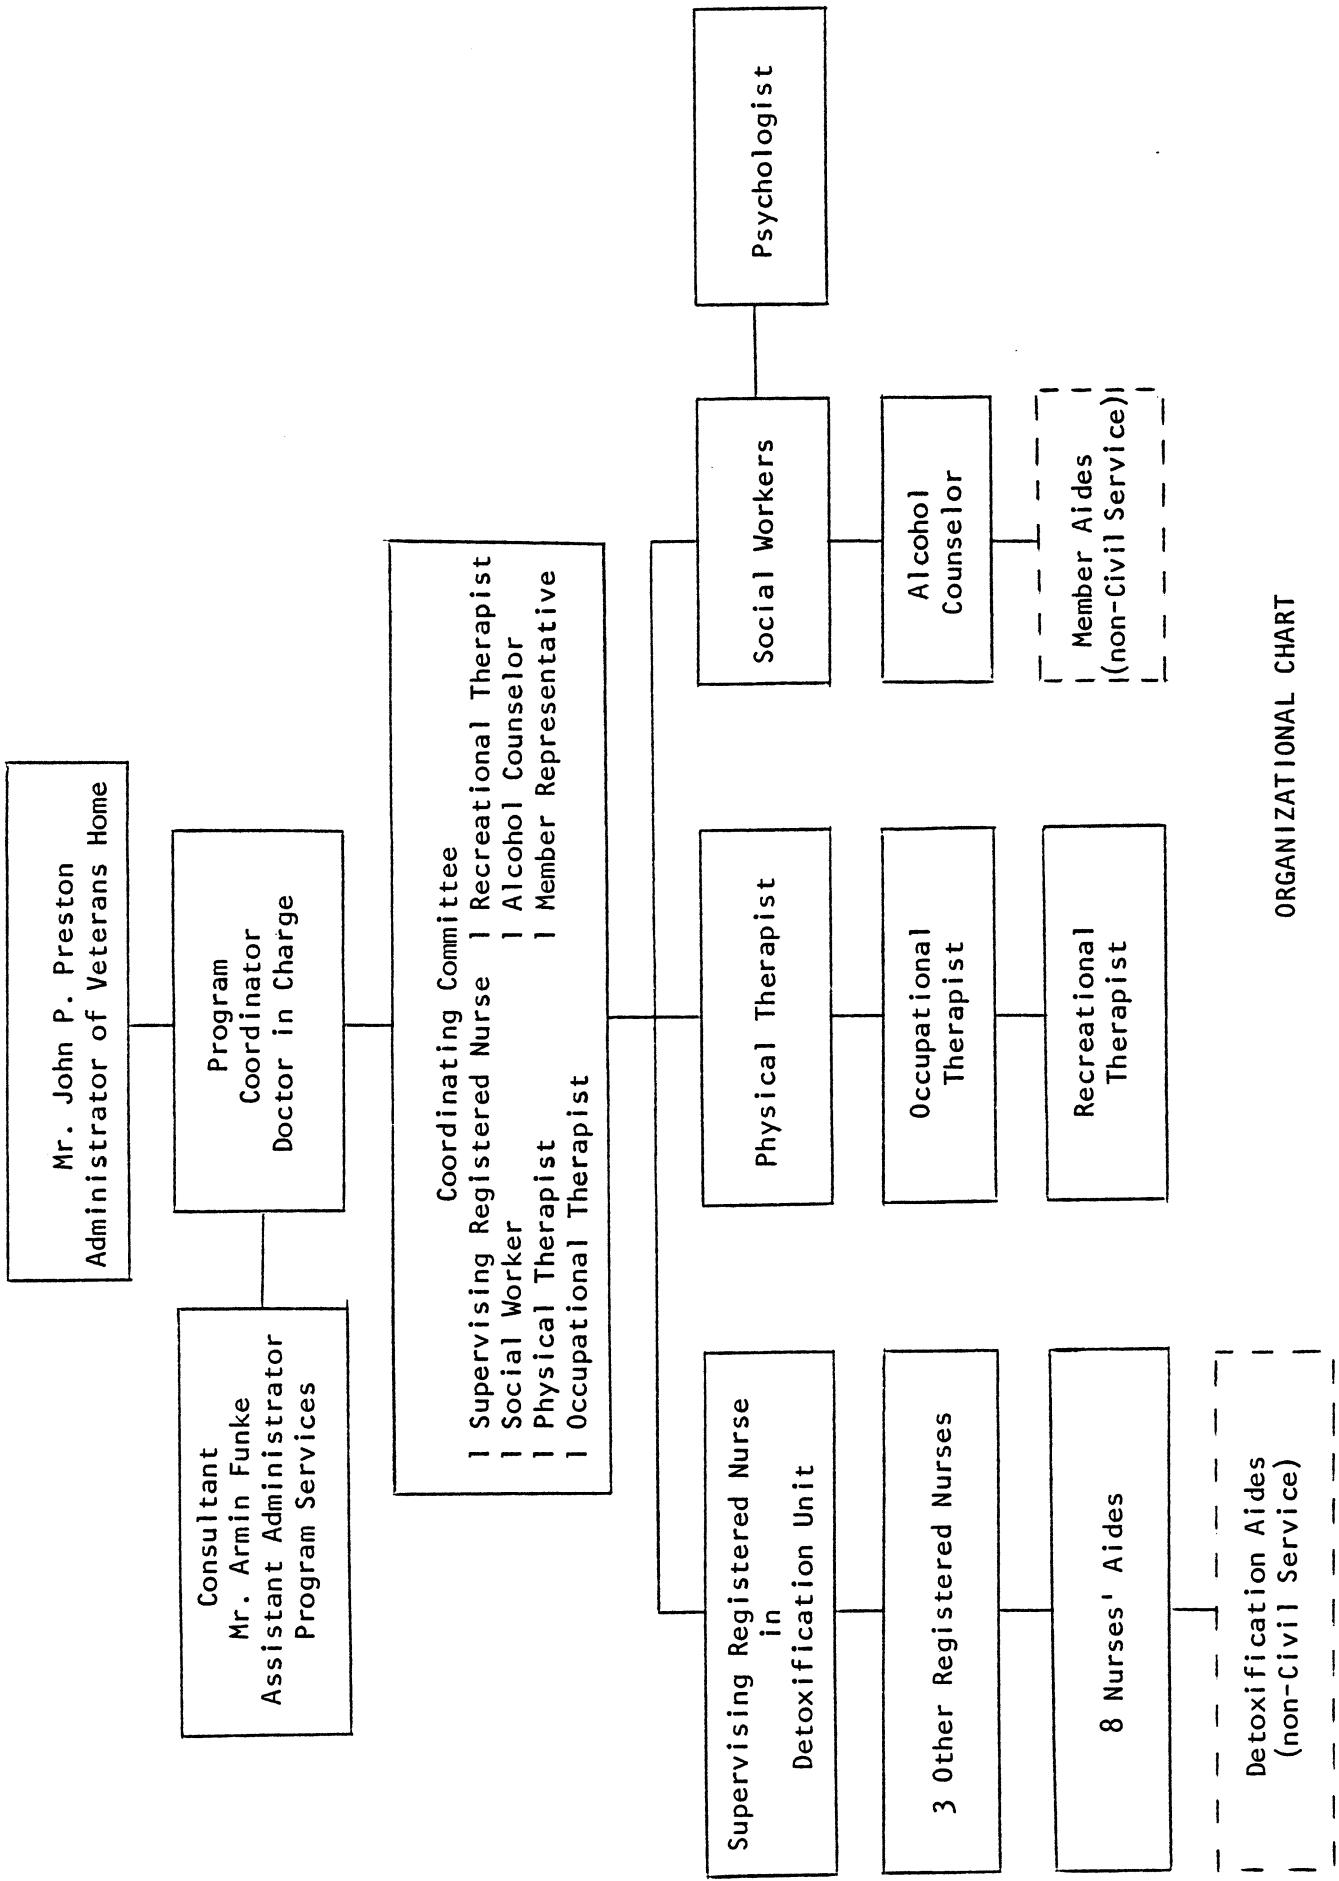 Mr. John P. Preston
Administrator of Veterans Home
Consultant
Mr. Armin Funke
Assistant Administrator
Program Services
Program
Coordinator
Doctor in Charge
Coordinating Committee
1 Supervising Registered Nurse 1 Recreational Therapist
1 Social Worker 1 Alcohol Counselor
1 Physical Therapist 1 Member Representative
1 Occupational Therapist
Supervising Registered Nurse
in
Detoxification Unit
3 Other Registered Nurses
8 Nurses' Aides
Detoxification Aides
(non-Civil Service)
Physical Therapist
Occupational
Therapist
Recreational
Therapist
Social Workers
Alcohol
Counselor
Member Aides
(non-Civil Service)
Psychologist
ORGANIZATIONAL CHART